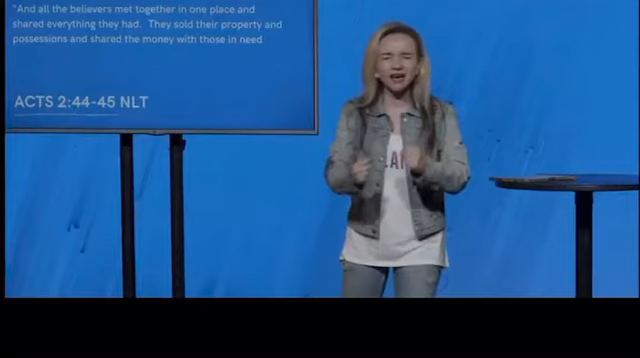 "And all the believers met together in one place and
shared everything they had.  They sold their property and
possessions and shared the money with those in need
ACTS 2:44-45 NLT